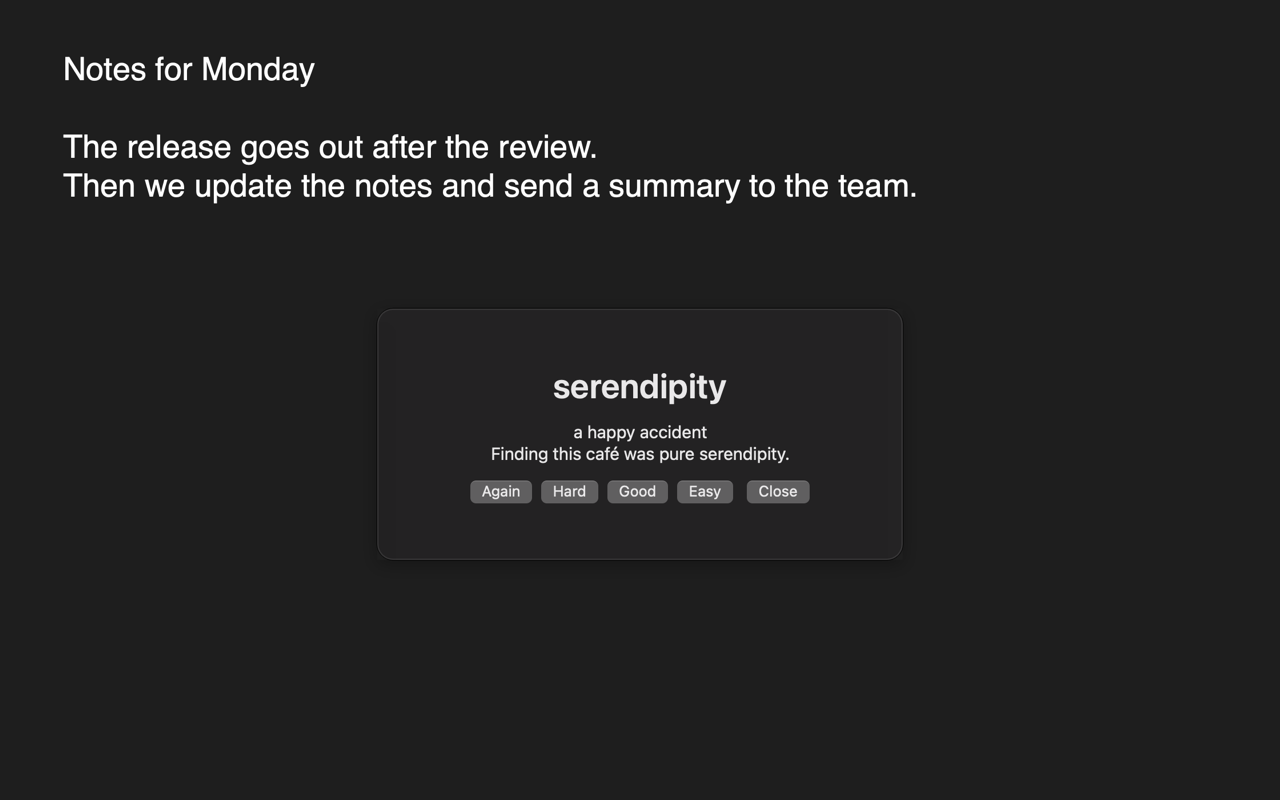 Notes for Monday
The release goes out after the review.
Then we update the notes and send a summary to the team.
serendipity
a happy accident
Finding this café was pure serendipity.
Again Hard Good Easy Close